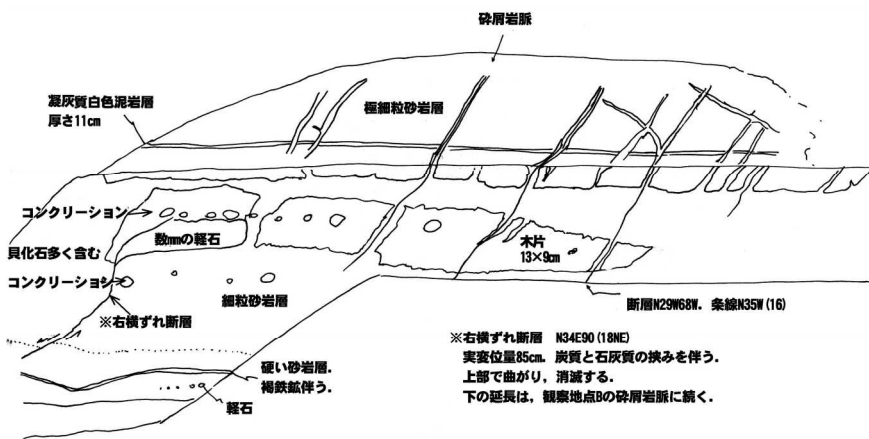 砕屑岩脈
凝灰質白色泥岩層
厚さ11cm
極細粒砂岩層
コンクリーション
数mmの軽石
貝化石多く含む
木片
13×9cm
コンクリーション
細粒砂岩層
断層N29W68W. 条線N35W(16)
※右横ずれ断層
※右横ずれ断層 N34E90(18NE)
実変位量85cm. 炭質と石灰質の挟みを伴う.
上部で曲がり,消滅する.
下の延長は,観察地点Bの砕屑岩脈に続く.
硬い砂岩層.
褐鉄鉱伴う.
軽石